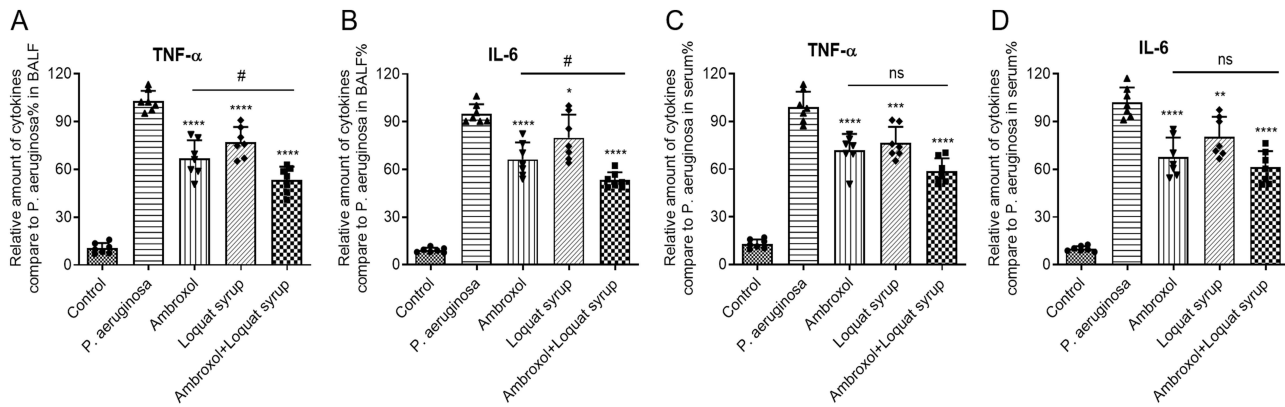 A
TNF-α
Relative amount of cytokines
compare to P. aeruginosa% in BALF
120
90
60
30
0
****
****
#
****
Control
P. aeruginosa
Ambroxol
Loquat syrup
Ambroxol+Loquat syrup
B
IL-6
Relative amount of cytokines
compare to P. aeruginosa in BALF%
120
90
60
30
0
****
*
#
****
Control
P. aeruginosa
Ambroxol
Loquat syrup
Ambroxol+Loquat syrup
C
TNF-α
Relative amount of cytokines
compare to P. aeruginosa in serum%
120
90
60
30
0
****
***
ns
****
Control
P. aeruginosa
Ambroxol
Loquat syrup
Ambroxol+Loquat syrup
D
IL-6
Relative amount of cytokines
compare to P. aeruginosa in serum%
120
90
60
30
0
****
**
ns
****
Control
P. aeruginosa
Ambroxol
Loquat syrup
Ambroxol+Loquat syrup